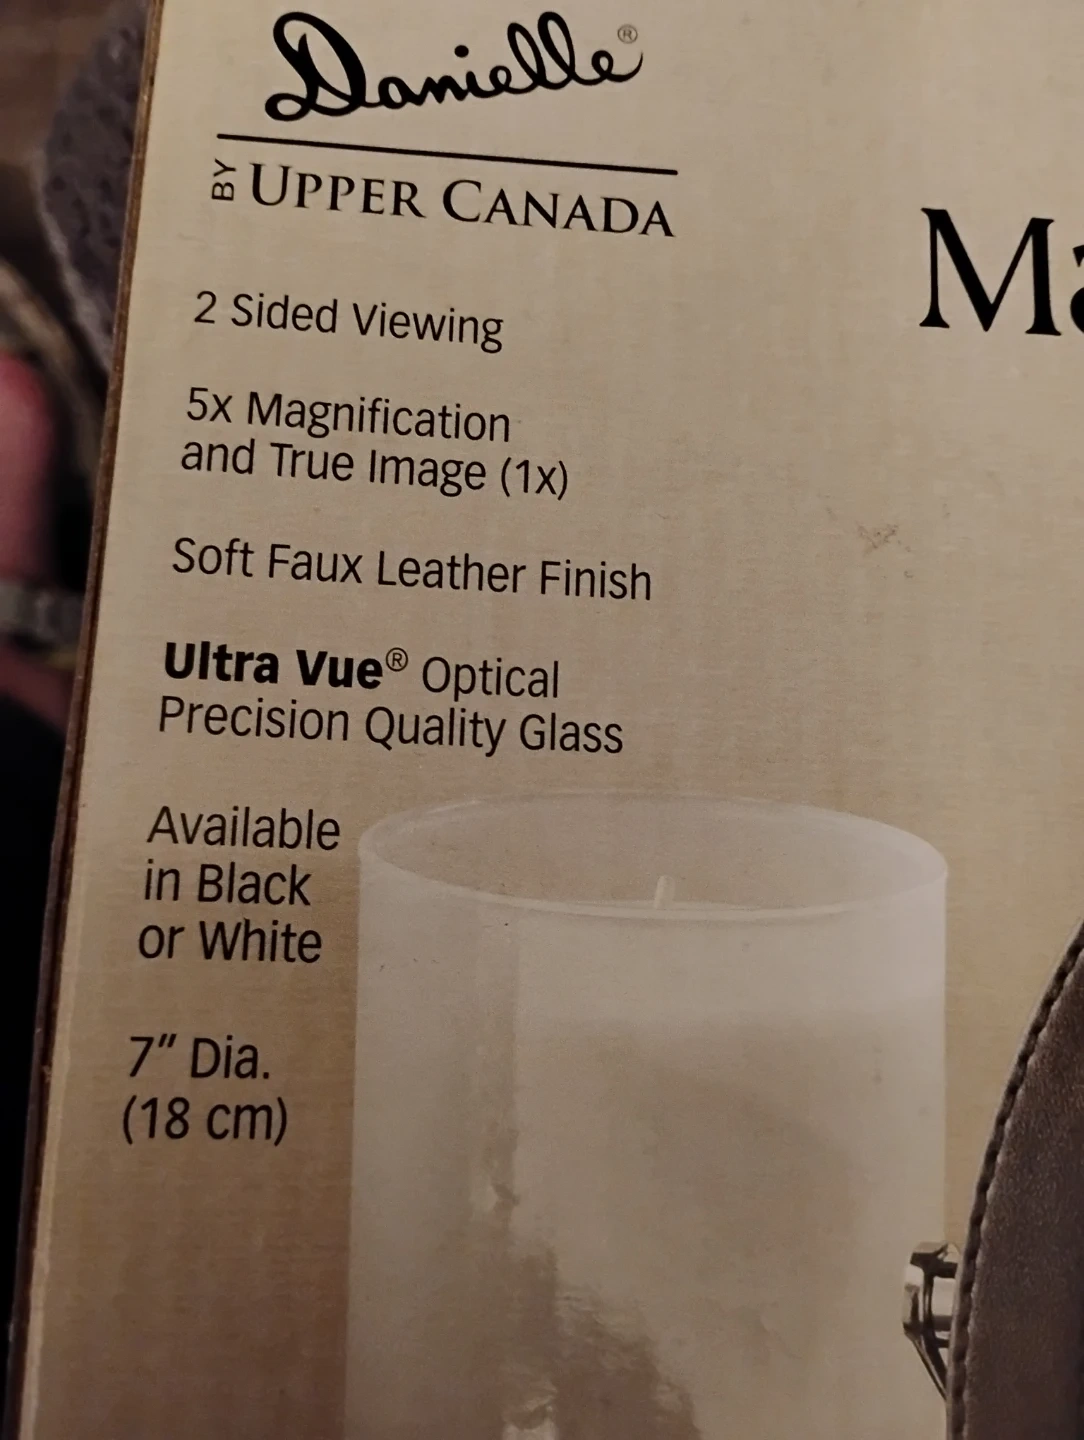 Danielle®
BY UPPER CANADA
Ma
2 Sided Viewing
5x Magnification
and True Image (1x)
Soft Faux Leather Finish
Ultra Vue® Optical
Precision Quality Glass
Available
in Black
or White
7" Dia.
(18 cm)